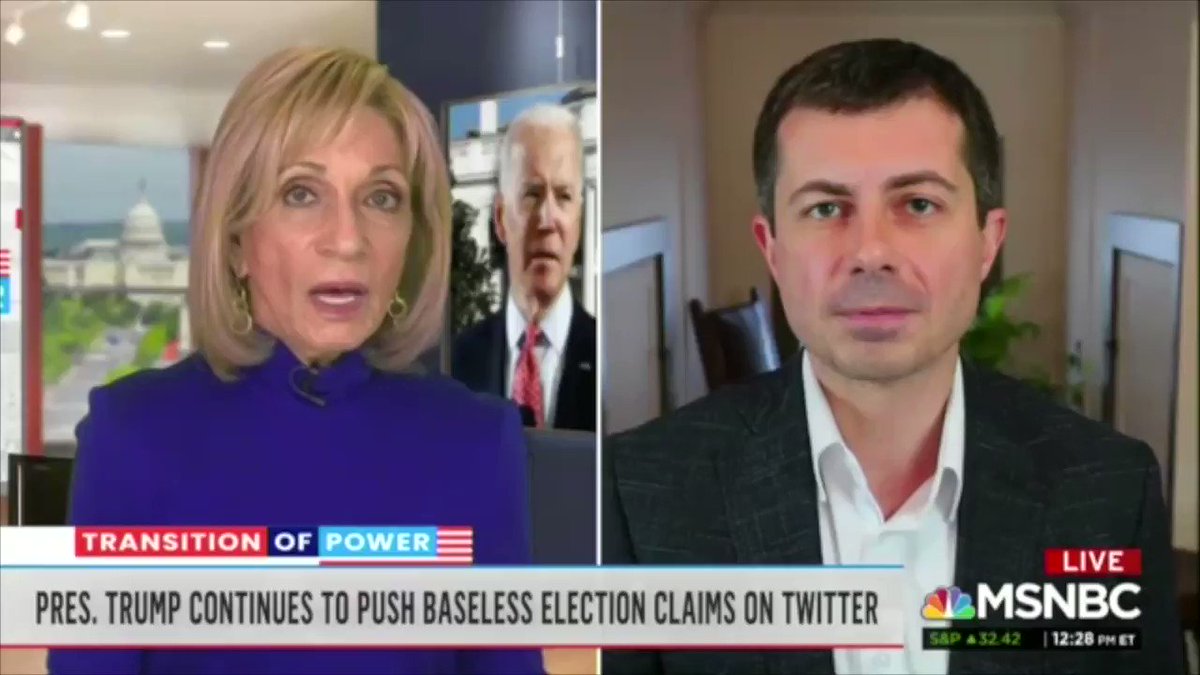 TRANSITION OF POWER
PRES. TRUMP CONTINUES TO PUSH BASELESS ELECTION CLAIMS ON TWITTER
LIVE
MSNBC
S&P ▲32.42 12:28 PM ET